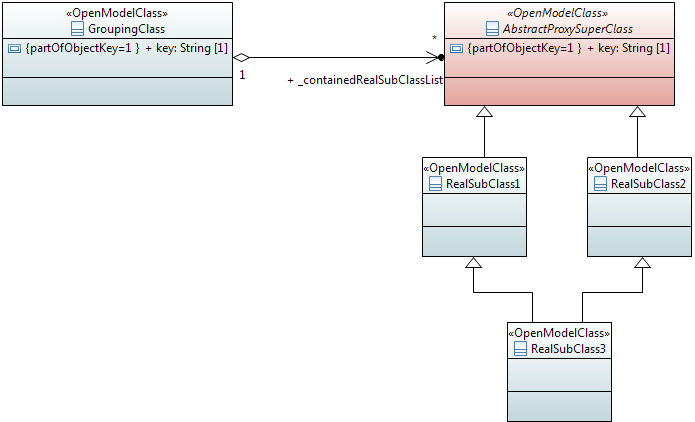 «OpenModelClass»
GroupingClass
{partOfObjectKey=1 } + key: String [1]
1
*
+ _containedRealSubClassList
«OpenModelClass»
AbstractProxySuperClass
{partOfObjectKey=1 } + key: String [1]
«OpenModelClass»
RealSubClass1
«OpenModelClass»
RealSubClass2
«OpenModelClass»
RealSubClass3